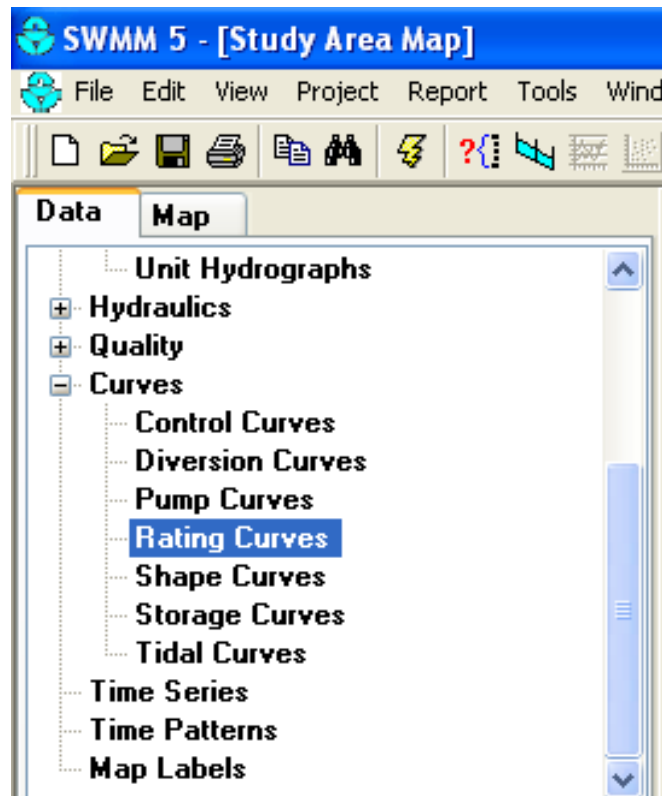 SWMM 5 - [Study Area Map]
File Edit View Project Report Tools Wind
?{
Data Map
Unit Hydrographs
Hydraulics
Quality
Curves
Control Curves
Diversion Curves
Pump Curves
Rating Curves
Shape Curves
Storage Curves
Tidal Curves
Time Series
Time Patterns
Map Labels